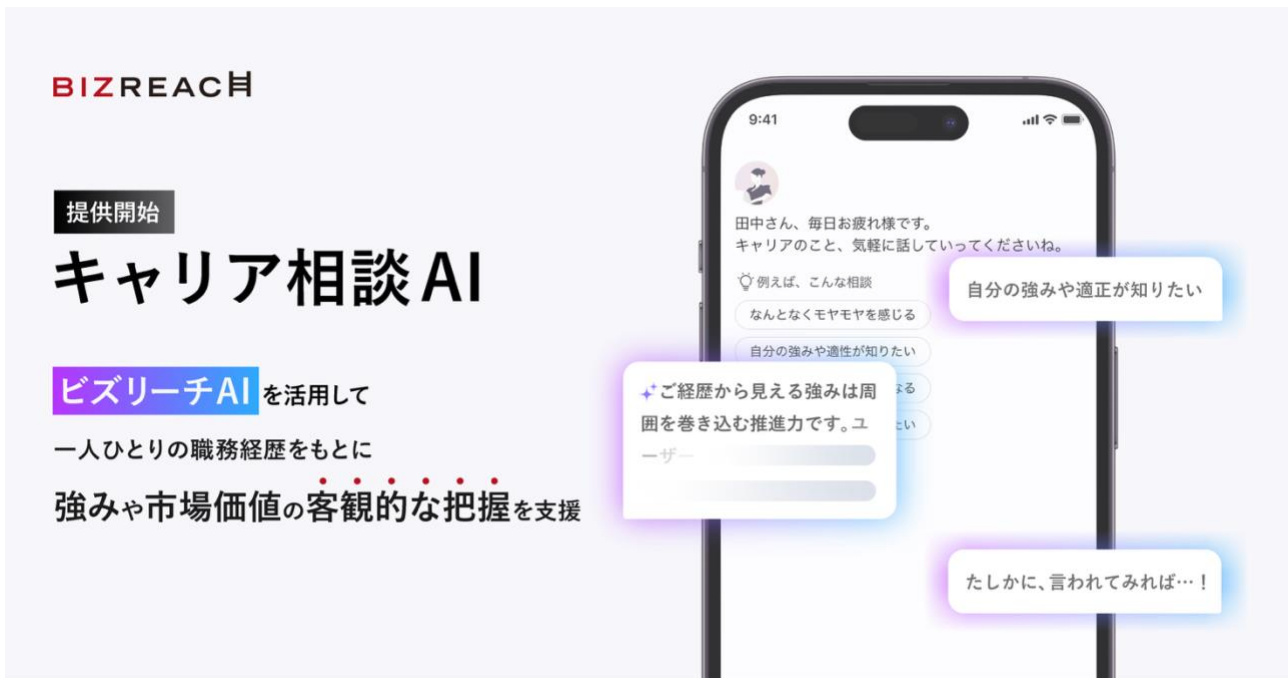 BIZREACH
提供開始
キャリア相談AI
ビズリーチAIを活用して
一人ひとりの職務経歴をもとに
強みや市場価値の客観的な把握を支援
9:41
田中さん、毎日お疲れ様です。
キャリアのこと、気軽に話していってくださいね。
例えば、こんな相談
なんとなくモヤモヤを感じる
自分の強みや適性が知りたい
なる
たい
自分の強みや適正が知りたい
ご経歴から見える強みは周
囲を巻き込む推進力です。ユ
ーザー
たしかに、言われてみれば…！